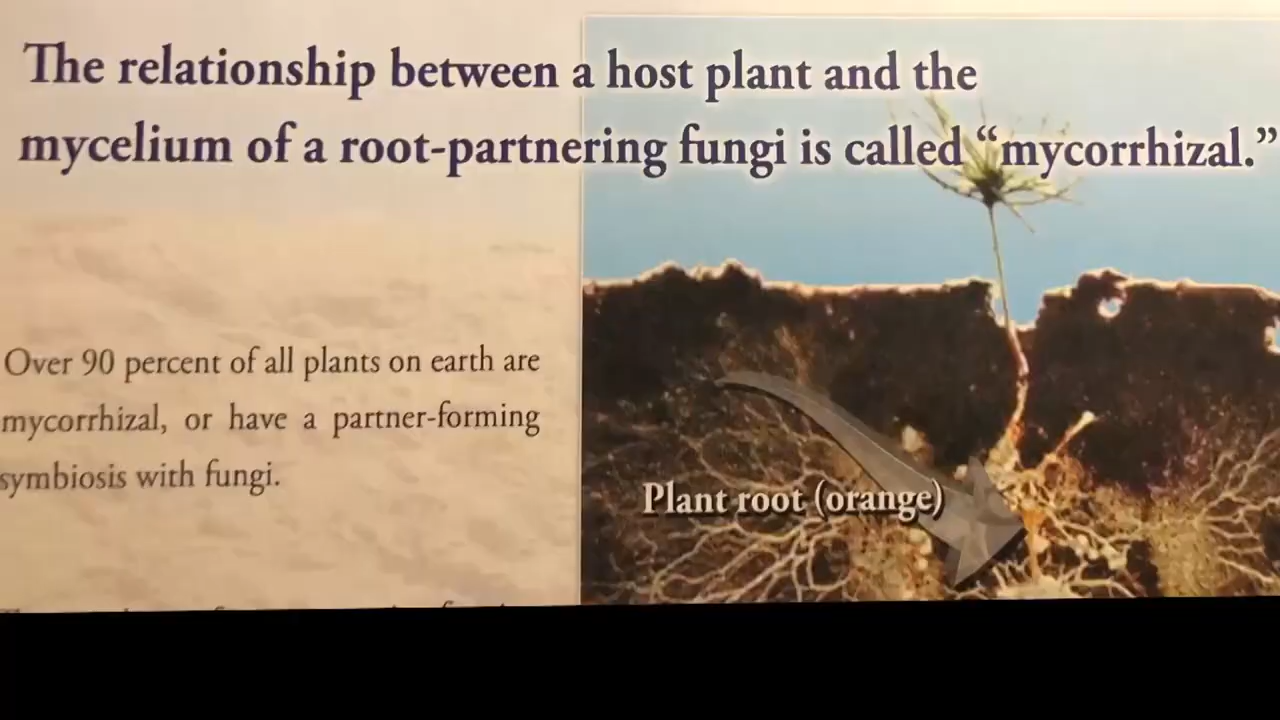 The relationship between a host plant and the
mycelium of a root-partnering fungi is called “mycorrhizal.”
Over 90 percent of all plants on earth are
mycorrhizal, or have a partner-forming
symbiosis with fungi.
Plant root (orange)